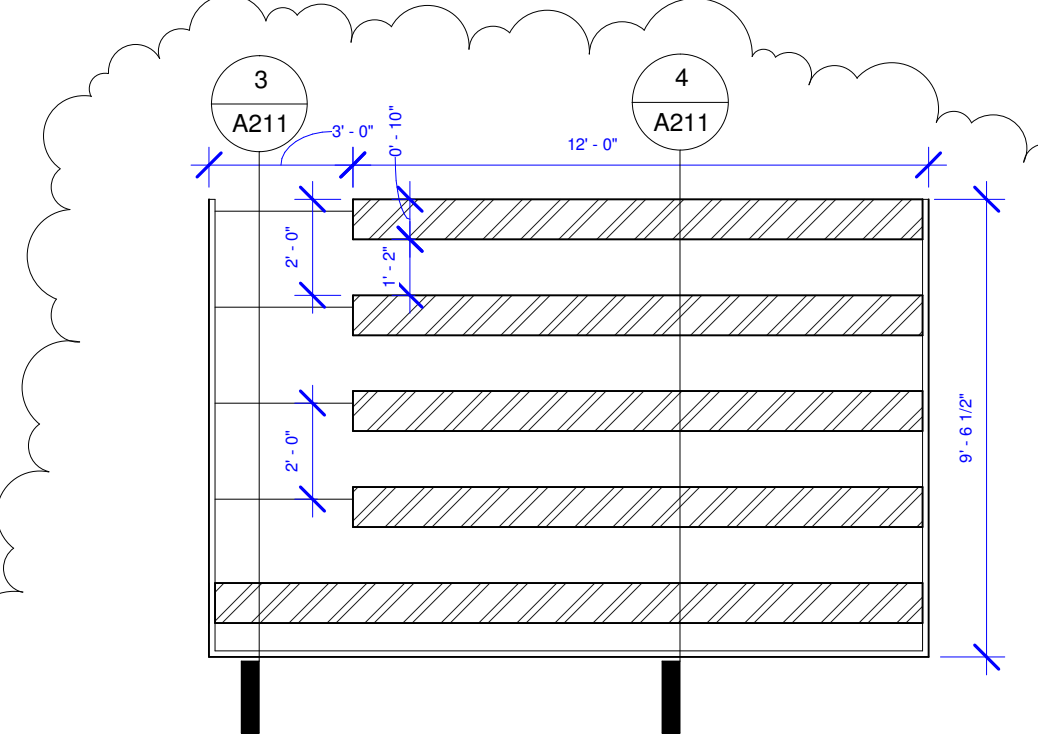 3
A211
4
A211
3' - 0"
0' - 10"
12' - 0"
2' - 0"
1' - 2"
2' - 0"
9' - 6 1/2"